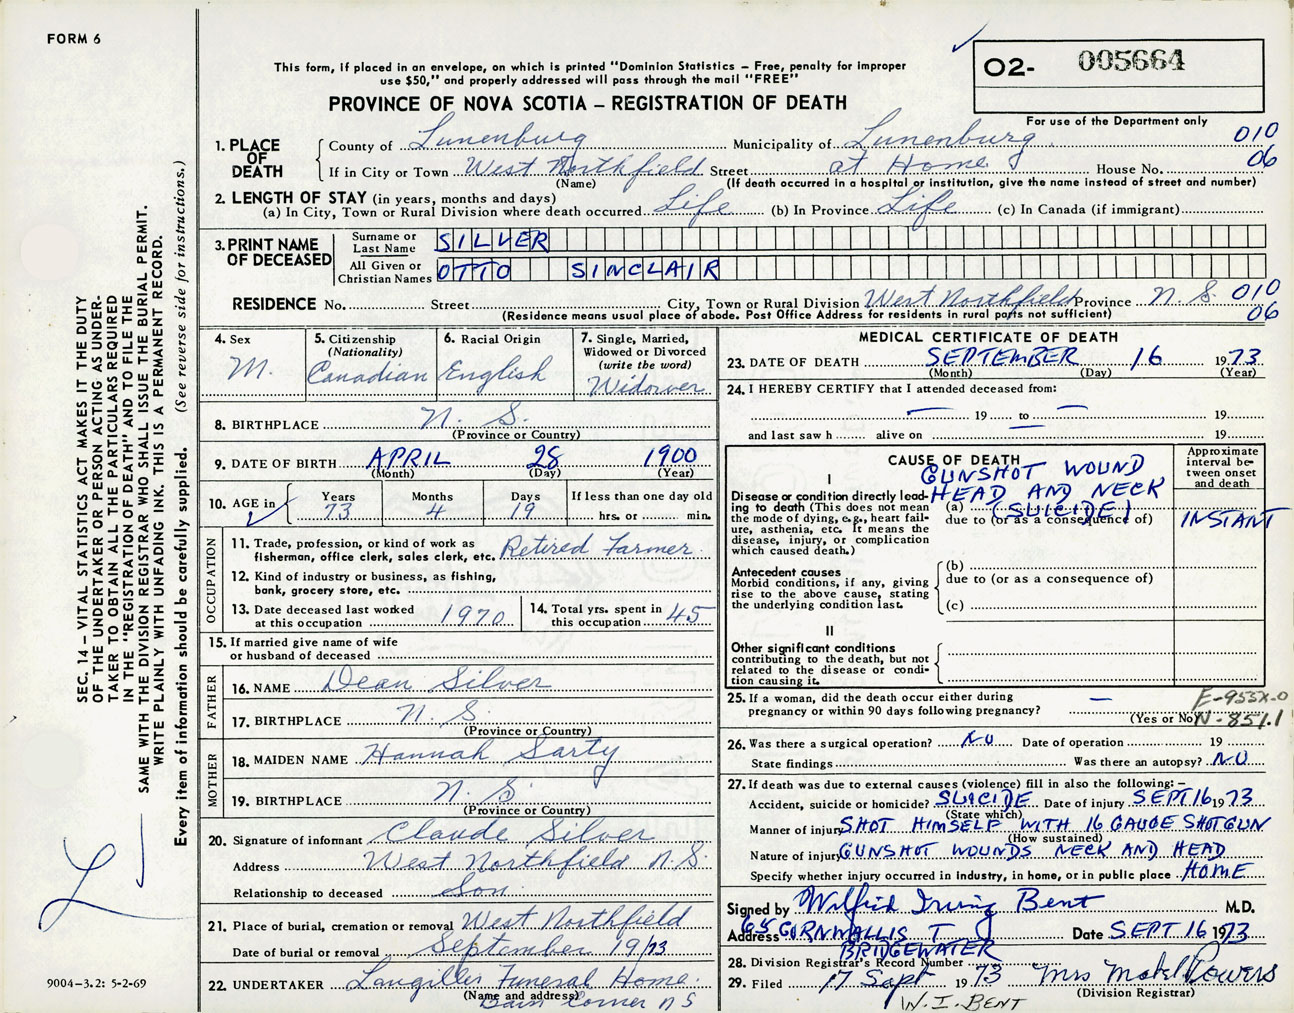 FORM 6
O2- 005664
This form, if placed in an envelope, on which is printed "Dominion Statistics – Free, penalty for improper
use $50," and properly addressed will pass through the mail "FREE"
PROVINCE OF NOVA SCOTIA – REGISTRATION OF DEATH
For use of the Department only
SEC. 14 – VITAL STATISTICS ACT MAKES IT THE DUTY
OF THE UNDERTAKER OR PERSON ACTING AS UNDER-
TAKER TO OBTAIN ALL THE PARTICULARS REQUIRED
IN THE "REGISTRATION OF DEATH" AND TO FILE THE
SAME WITH THE DIVISION REGISTRAR WHO SHALL ISSUE THE BURIAL PERMIT.
WRITE PLAINLY WITH UNFADING INK. THIS IS A PERMANENT RECORD.
Every item of information should be carefully supplied. (See reverse side for instructions.)
1. PLACE OF DEATH
County of Lunenburg Municipality of Lunenburg 010
If in City or Town West Northfield Street at Home House No. 06
(Name) (If death occurred in a hospital or institution, give the name instead of street and number)
2. LENGTH OF STAY (in years, months and days)
(a) In City, Town or Rural Division where death occurred Life (b) In Province Life (c) In Canada (if immigrant)
3. PRINT NAME OF DECEASED
Surname or Last Name SILVER
All Given or Christian Names OTTO SINCLAIR
RESIDENCE No. Street City, Town or Rural Division West Northfield Province N. S. 010
(Residence means usual place of abode. Post Office Address for residents in rural parts not sufficient) 06
4. Sex M.
5. Citizenship (Nationality) Canadian
6. Racial Origin English
7. Single, Married, Widowed or Divorced (write the word) Widower
8. BIRTHPLACE N. S.
(Province or Country)
9. DATE OF BIRTH APRIL 28 1900
(Month) (Day) (Year)
10. AGE in Years 73 Months 4 Days 19 If less than one day old hrs. or min.
OCCUPATION
11. Trade, profession, or kind of work as
fisherman, office clerk, sales clerk, etc. Retired Farmer
12. Kind of industry or business, as fishing,
bank, grocery store, etc.
13. Date deceased last worked at this occupation 1970
14. Total yrs. spent in this occupation 45
15. If married give name of wife
or husband of deceased
FATHER
16. NAME Dean Silver
17. BIRTHPLACE N. S.
(Province or Country)
MOTHER
18. MAIDEN NAME Hannah Sarty
19. BIRTHPLACE N. S.
(Province or Country)
20. Signature of informant Claude Silver
Address West Northfield N.S.
Relationship to deceased Son
21. Place of burial, cremation or removal West Northfield
Date of burial or removal September 19/73
22. UNDERTAKER Langilles Funeral Home
(Name and address)
Corner N S
9004-3.2: 5-2-69
MEDICAL CERTIFICATE OF DEATH
23. DATE OF DEATH SEPTEMBER 16 1973
(Month) (Day) (Year)
24. I HEREBY CERTIFY that I attended deceased from:
— 19 to — 19
and last saw h alive on — 19
CAUSE OF DEATH
Approximate interval between onset and death
I
Disease or condition directly lead-
ing to death (This does not mean
the mode of dying, e.g., heart fail-
ure, asthenia, etc. It means the
disease, injury, or complication
which caused death.)
GUNSHOT WOUND
HEAD AND NECK
(a) (SUICIDE)
due to (or as a consequence of) INSTANT
Antecedent causes
Morbid conditions, if any, giving
rise to the above cause, stating
the underlying condition last.
(b)
due to (or as a consequence of)
(c)
II
Other significant conditions
contributing to the death, but not
related to the disease or condi-
tion causing it.
25. If a woman, did the death occur either during
pregnancy or within 90 days following pregnancy? —
(Yes or No)
E-955X.0
N-851.1
26. Was there a surgical operation? NO Date of operation 19
State findings Was there an autopsy? NO
27. If death was due to external causes (violence) fill in also the following: –
Accident, suicide or homicide? SUICIDE Date of injury SEPT 16 1973
(State which)
Manner of injury SHOT HIMSELF WITH 16 GAUGE SHOTGUN
(How sustained)
Nature of injury GUNSHOT WOUNDS NECK AND HEAD
Specify whether injury occurred in industry, in home, or in public place HOME
Signed by Wilfrid Irving Bent M.D.
Address 65 CORNWALLIS T Date SEPT 16 1973
BRIDGEWATER
28. Division Registrar's Record Number
29. Filed 17 Sept 1973 Mrs Mabel Powers
(Division Registrar)
W. I. BENT